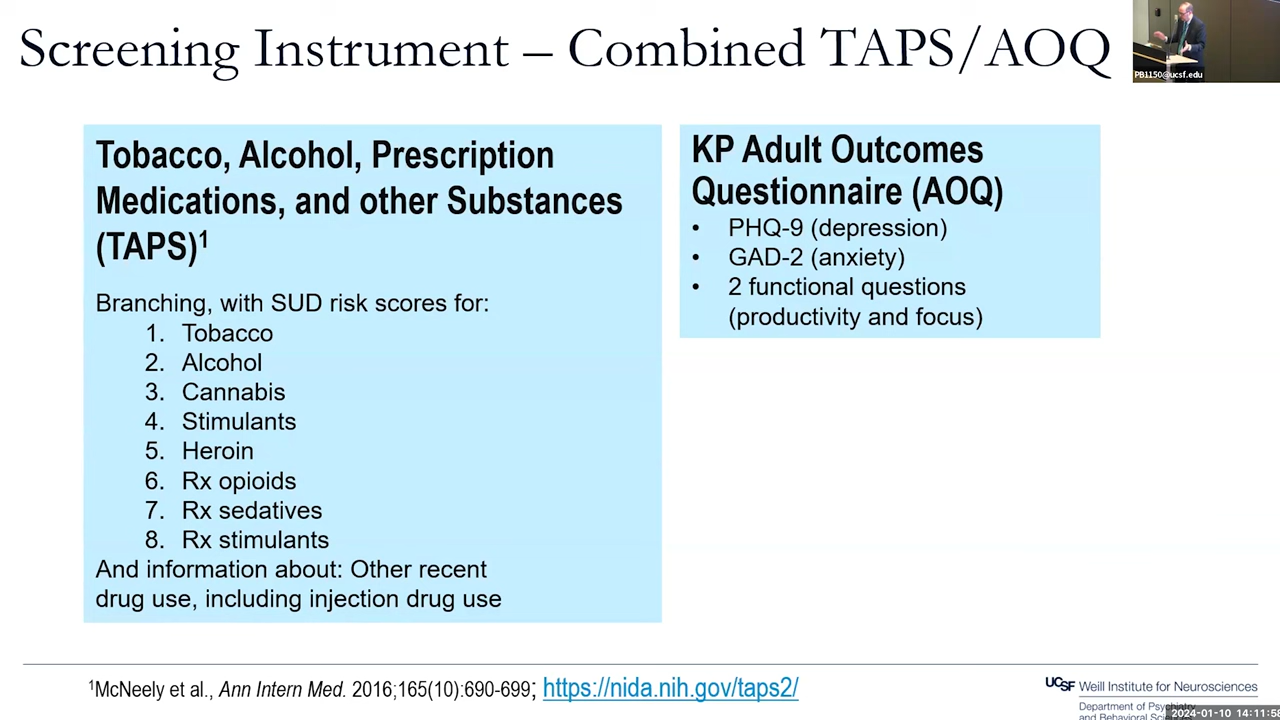 Screening Instrument – Combined TAPS/AOQ
PB1150@ucsf.edu
Tobacco, Alcohol, Prescription
Medications, and other Substances
(TAPS)1
Branching, with SUD risk scores for:
1. Tobacco
2. Alcohol
3. Cannabis
4. Stimulants
5. Heroin
6. Rx opioids
7. Rx sedatives
8. Rx stimulants
And information about: Other recent
drug use, including injection drug use
KP Adult Outcomes
Questionnaire (AOQ)
• PHQ-9 (depression)
• GAD-2 (anxiety)
• 2 functional questions
(productivity and focus)
1McNeely et al., Ann Intern Med. 2016;165(10):690-699; https://nida.nih.gov/taps2/
UCSF Weill Institute for Neurosciences
Department of
and Behavioral
2024-01-10 14:11:58